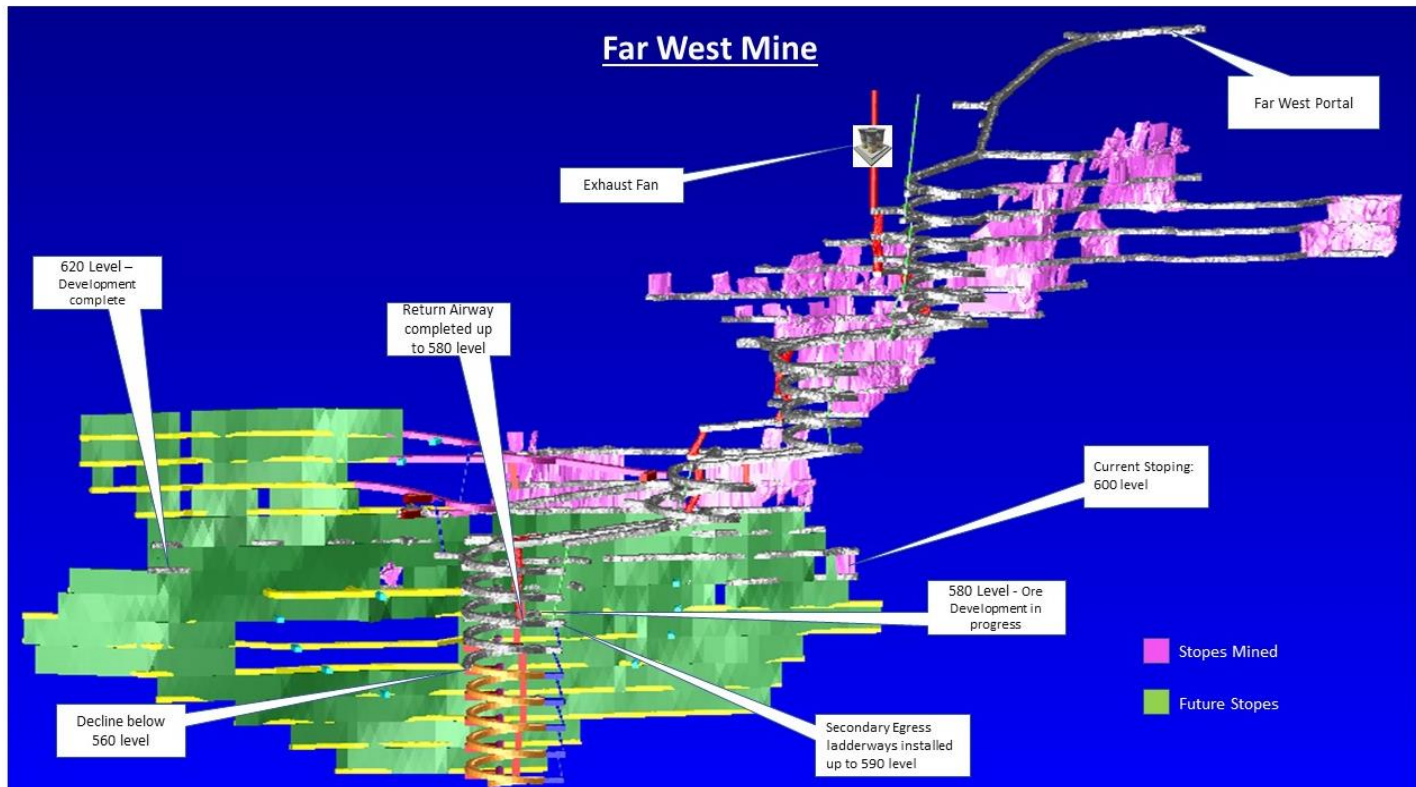 Far West Mine
Far West Portal
Exhaust Fan
620 Level –
Development
complete
Return Airway
completed up
to 580 level
Current Stoping:
600 level
580 Level - Ore
Development in
progress
Stopes Mined
Future Stopes
Decline below
560 level
Secondary Egress
ladderways installed
up to 590 level